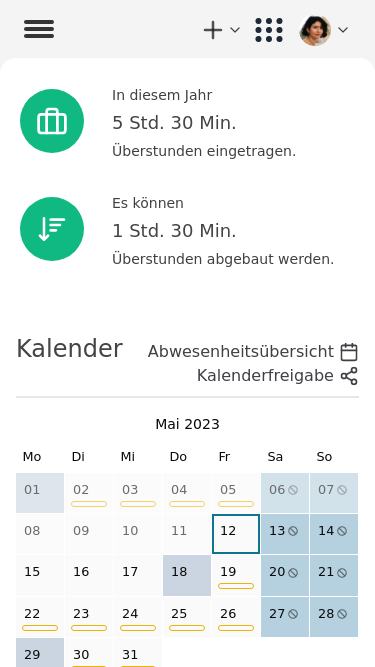 In diesem Jahr
5 Std. 30 Min.
Überstunden eingetragen.
Es können
1 Std. 30 Min.
Überstunden abgebaut werden.
Kalender
Abwesenheitsübersicht
Kalenderfreigabe
Mai 2023
Mo Di Mi Do Fr Sa So
01 02 03 04 05 06 07
08 09 10 11 12 13 14
15 16 17 18 19 20 21
22 23 24 25 26 27 28
29 30 31